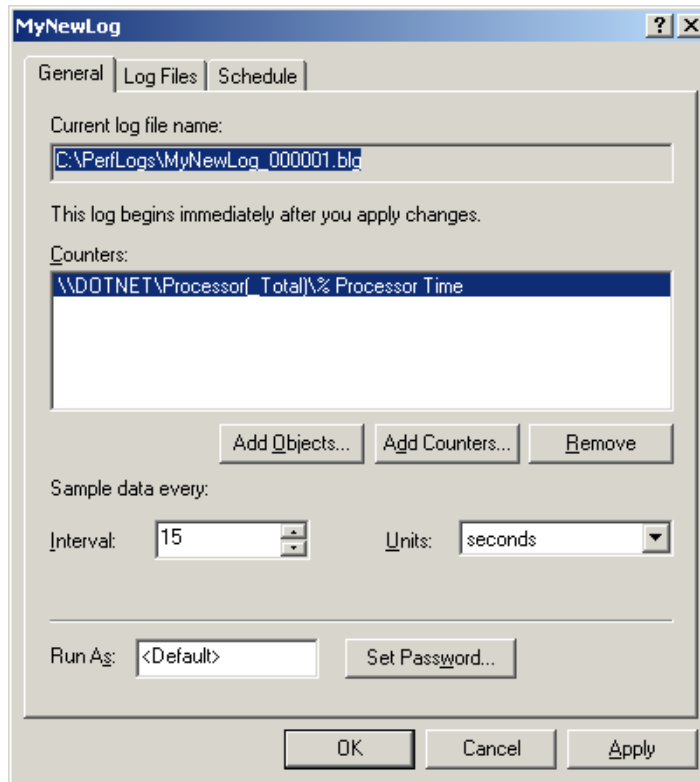 MyNewLog
General Log Files Schedule
Current log file name:
C:\PerfLogs\MyNewLog_000001.blg
This log begins immediately after you apply changes.
Counters:
\\DOTNET\Processor(_Total)\% Processor Time
Add Objects... Add Counters... Remove
Sample data every:
Interval: 15 Units: seconds
Run As: <Default> Set Password...
OK Cancel Apply